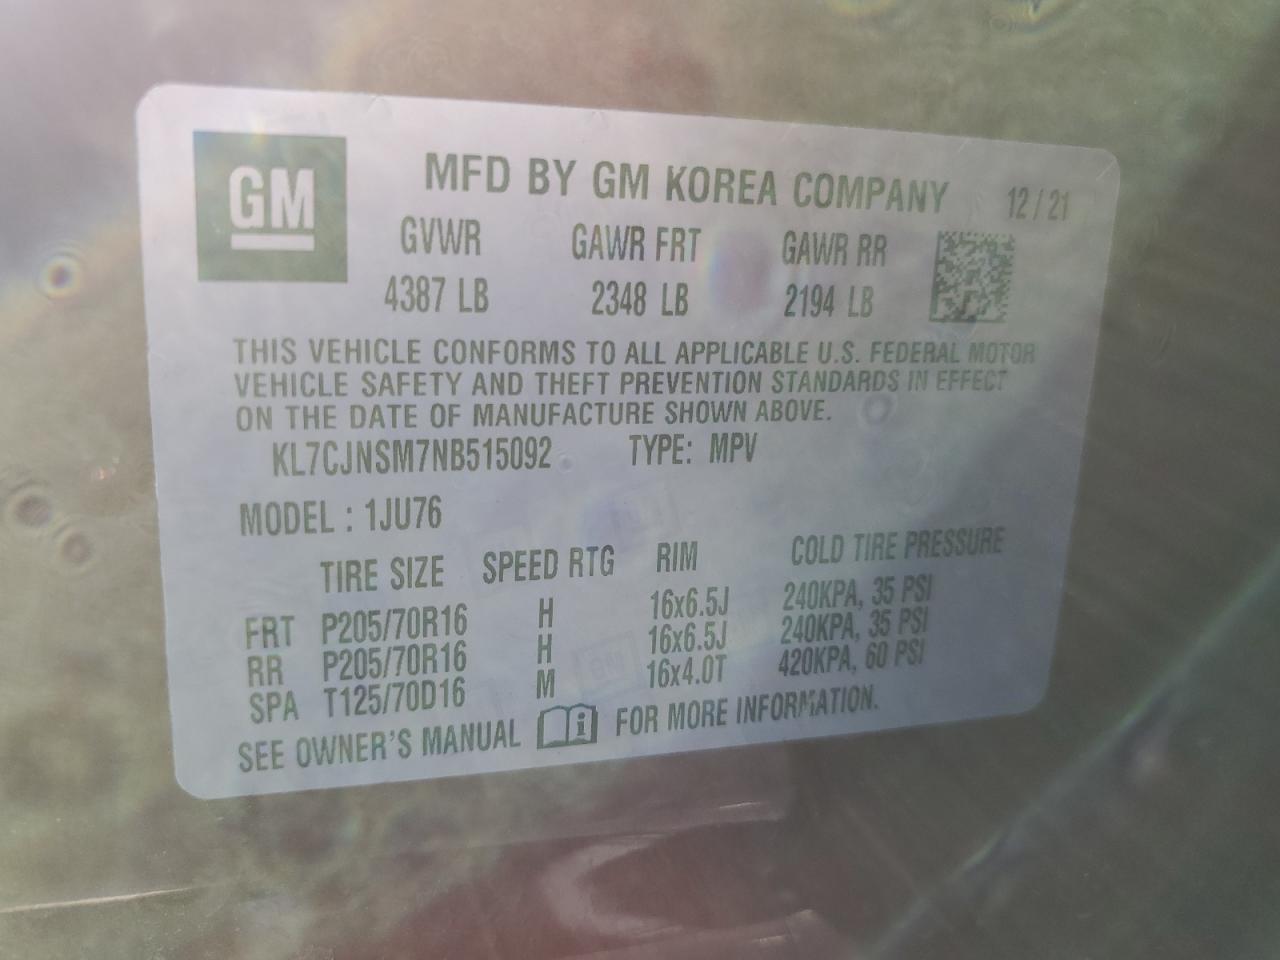 GM
MFD BY GM KOREA COMPANY 12/21
GVWR GAWR FRT GAWR RR
4387 LB 2348 LB 2194 LB
THIS VEHICLE CONFORMS TO ALL APPLICABLE U.S. FEDERAL MOTOR
VEHICLE SAFETY AND THEFT PREVENTION STANDARDS IN EFFECT
ON THE DATE OF MANUFACTURE SHOWN ABOVE.
KL7CJNSM7NB515092 TYPE: MPV
MODEL : 1JU76
TIRE SIZE SPEED RTG RIM COLD TIRE PRESSURE
FRT P205/70R16 H 16x6.5J 240KPA, 35 PSI
RR P205/70R16 H 16x6.5J 240KPA, 35 PSI
SPA T125/70D16 M 16x4.0T 420KPA, 60 PSI
SEE OWNER'S MANUAL FOR MORE INFORMATION.